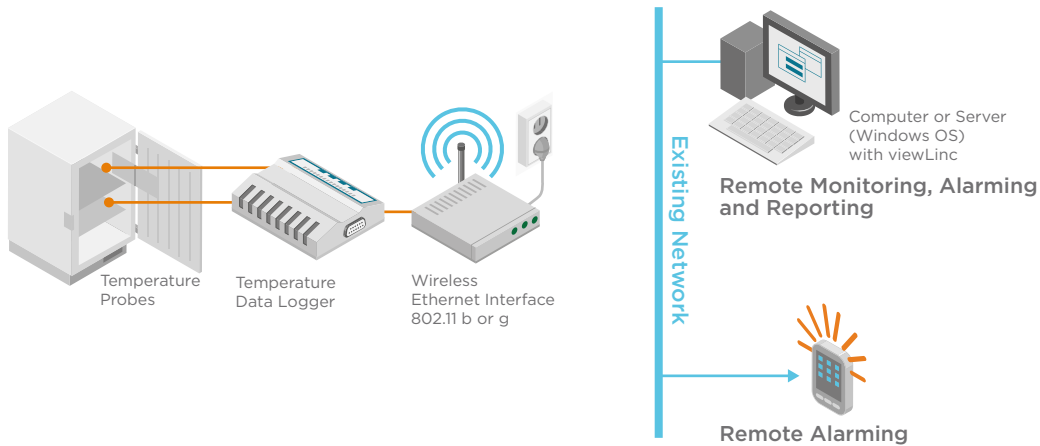 Temperature
Probes
Temperature
Data Logger
Wireless
Ethernet Interface
802.11 b or g
Existing Network
Computer or Server
(Windows OS)
with viewLinc
Remote Monitoring, Alarming
and Reporting
Remote Alarming